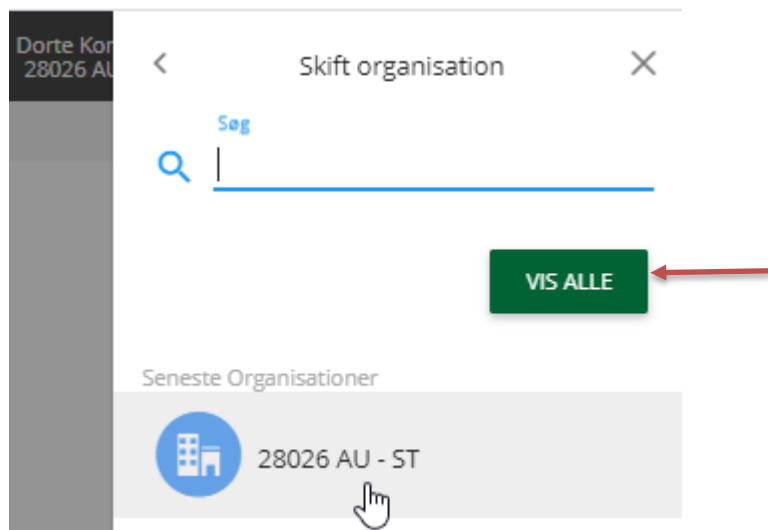 Dorte Kor
28026 AU
Skift organisation
Søg
VIS ALLE
Seneste Organisationer
28026 AU - ST